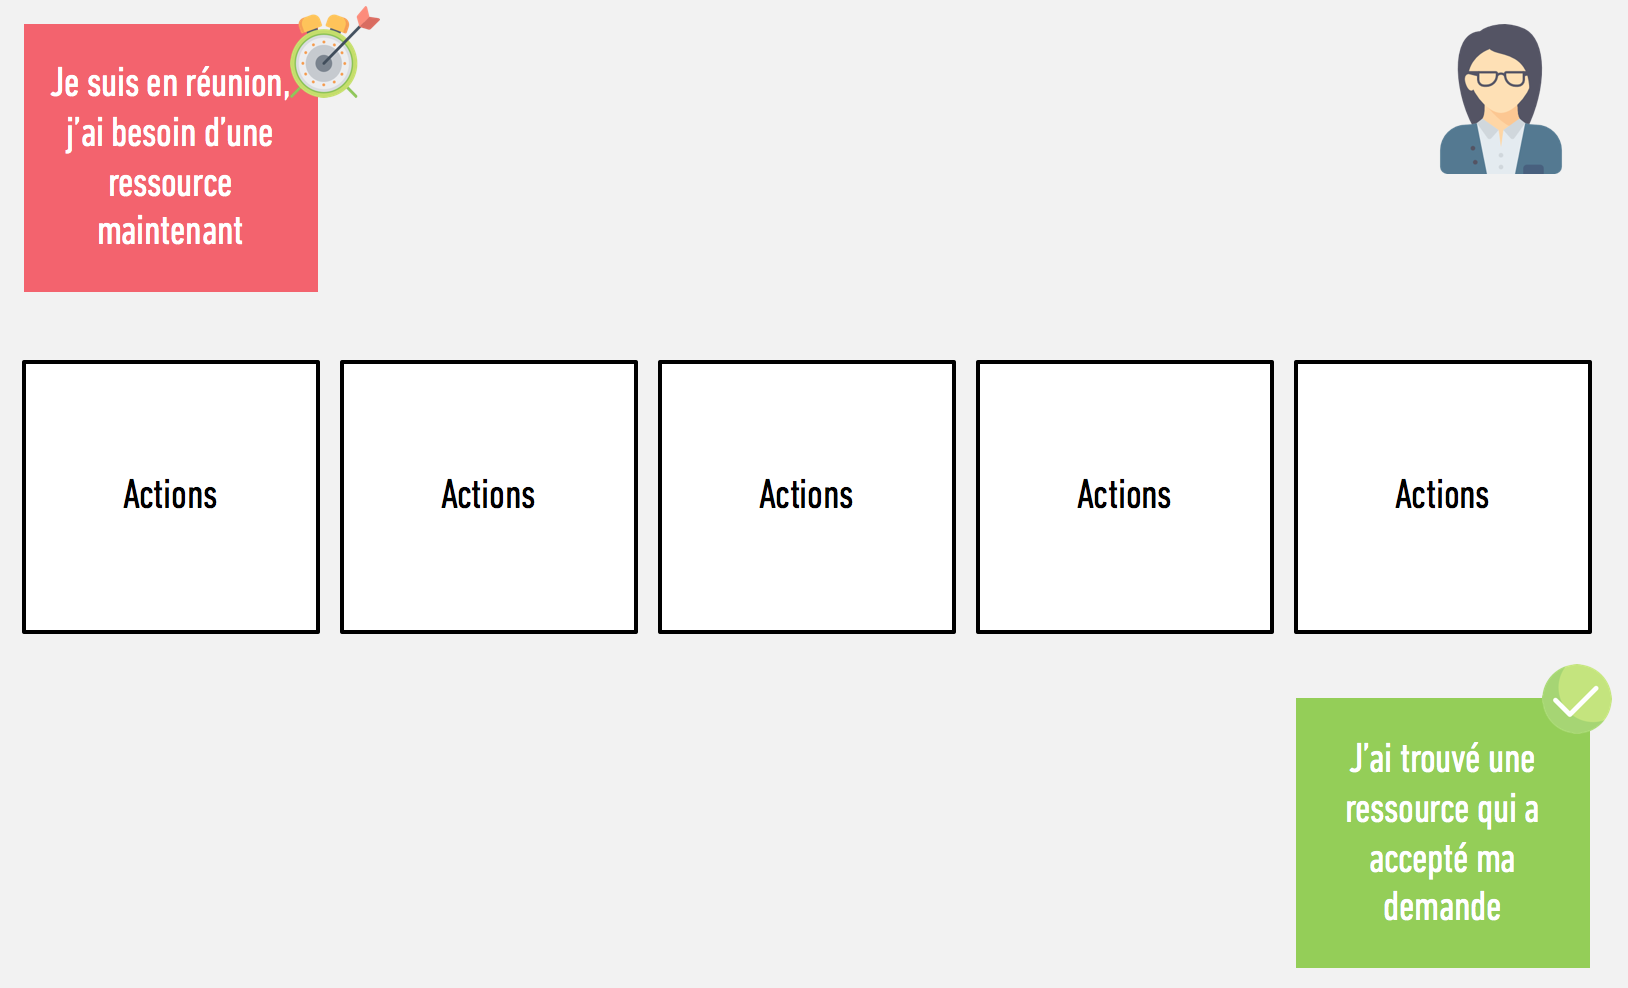 Je suis en réunion,
j’ai besoin d’une
ressource
maintenant
Actions
Actions
Actions
Actions
Actions
J’ai trouvé une
ressource qui a
accepté ma
demande